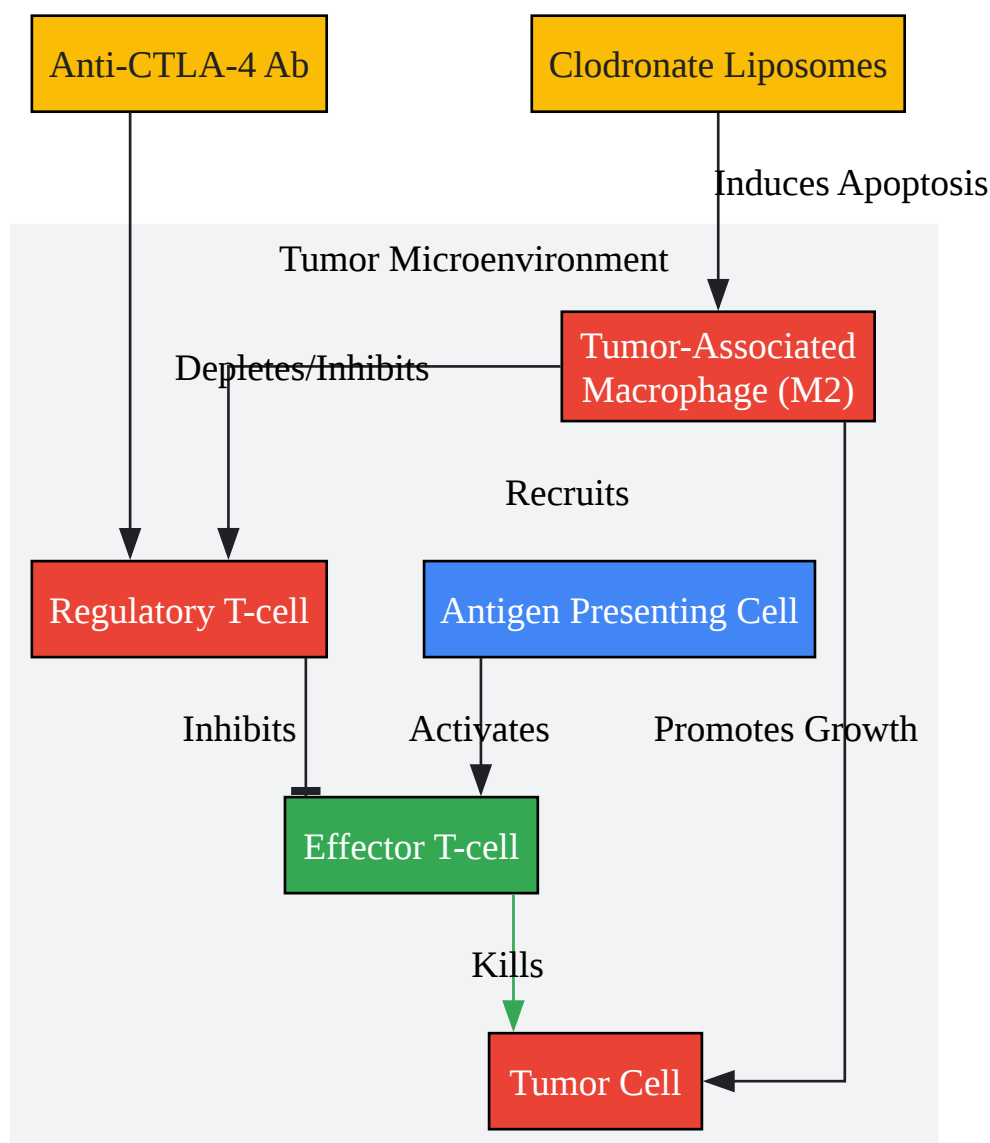 Anti-CTLA-4 Ab
Clodronate Liposomes
Induces Apoptosis
Tumor Microenvironment
Tumor-Associated
Macrophage (M2)
Depletes/Inhibits
Recruits
Regulatory T-cell
Antigen Presenting Cell
Inhibits
Activates
Promotes Growth
Effector T-cell
Kills
Tumor Cell